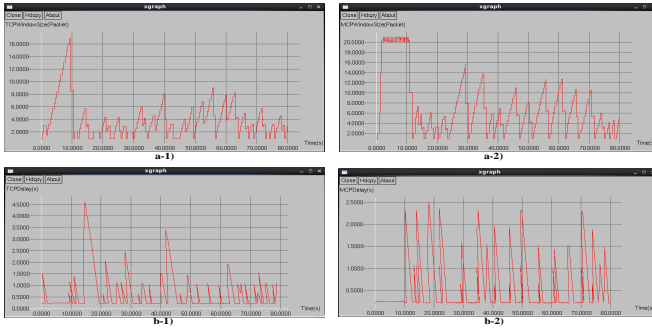 xgraph
Close Hdcpy About
TCPWindowSize(Packet)
16.0000
14.0000
12.0000
10.0000
8.0000
6.0000
4.0000
2.0000
0.0000 10.0000 20.0000 30.0000 40.0000 50.0000 60.0000 70.0000 80.0000
Time(s)
a-1)
xgraph
Close Hdcpy About
MCPWindowSize(Packet)
20.0000
18.0000
16.0000
14.0000
12.0000
10.0000
8.0000
6.0000
4.0000
2.0000
0.0000 10.0000 20.0000 30.0000 40.0000 50.0000 60.0000 70.0000 80.0000
Time(s)
a-2)
xgraph
Close Hdcpy About
TCPDelay(s)
4.5000
4.0000
3.5000
3.0000
2.5000
2.0000
1.5000
1.0000
0.5000
0.0000
0.0000 10.0000 20.0000 30.0000 40.0000 50.0000 60.0000 70.0000 80.0000
Time(s)
b-1)
xgraph
Close Hdcpy About
MCPDelay(s)
2.5000
2.0000
1.5000
1.0000
0.5000
0.0000 10.0000 20.0000 30.0000 40.0000 50.0000 60.0000 70.0000 80.0000
Time(s)
b-2)